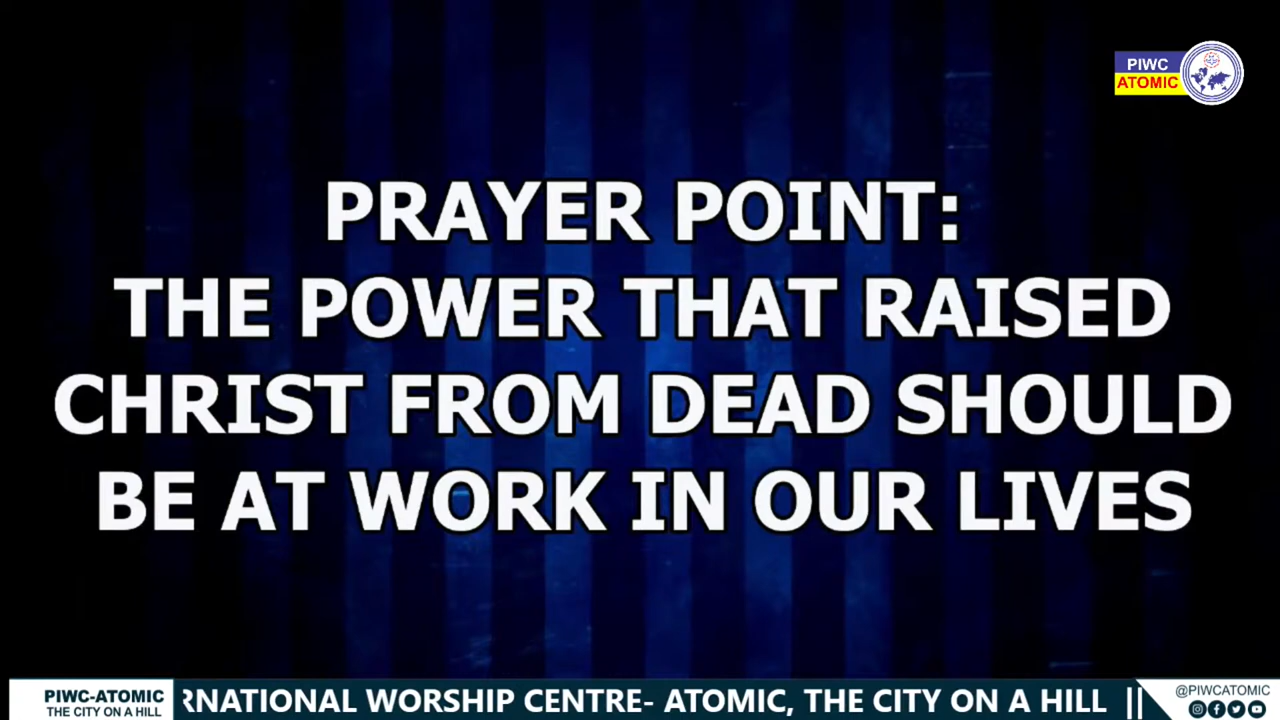 PIWC
ATOMIC
PRAYER POINT:
THE POWER THAT RAISED
CHRIST FROM DEAD SHOULD
BE AT WORK IN OUR LIVES
PIWC-ATOMIC
THE CITY ON A HILL
RNATIONAL WORSHIP CENTRE- ATOMIC, THE CITY ON A HILL ||
@PIWCATOMIC